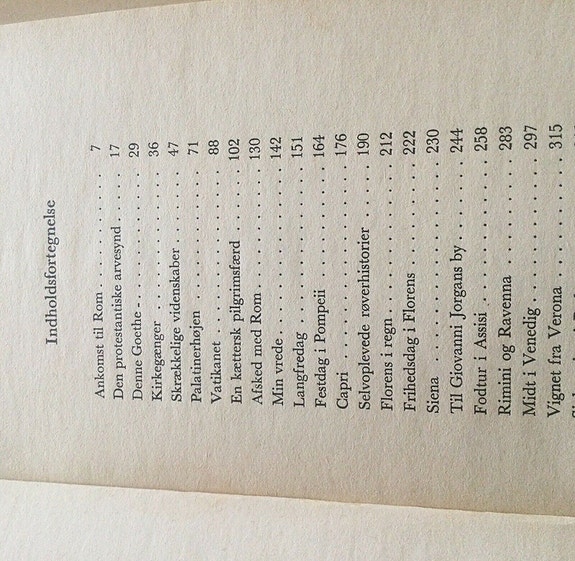 Indholdsfortegnelse
Ankomst til Rom . . . . . . . . . . 7
Den protestantiske arvesynd . . . . . 17
Denne Goethe - . . . . . . . . . . 29
Kirkegænger . . . . . . . . . . 36
Skrækkelige videnskaber . . . . . . 47
Palatinerhøjen . . . . . . . . . . 71
Vatikanet . . . . . . . . . . 88
En kættersk pilgrimsfærd . . . . . . 102
Afsked med Rom . . . . . . . . . . 130
Min vrede . . . . . . . . . . 142
Langfredag . . . . . . . . . . 151
Festdag i Pompeii . . . . . . . . . . 164
Capri . . . . . . . . . . 176
Selvoplevede røverhistorier . . . . . 190
Florens i regn . . . . . . . . . . 212
Frihedsdag i Florens . . . . . . . . 222
Siena . . . . . . . . . . 230
Til Giovanni Jorgans by . . . . . . . 244
Fodtur i Assisi . . . . . . . . . . 258
Rimini og Ravenna . . . . . . . . . 283
Midt i Venedig . . . . . . . . . . 297
Vignet fra Verona . . . . . . . . . . 315